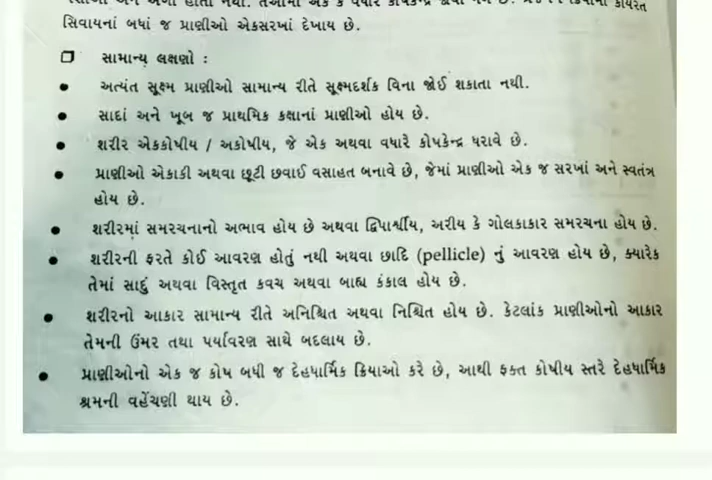 સિવાયનાં બધાં જ પ્રાણીઓ એકસરખાં દેખાય છે.
સામાન્ય લક્ષણો :
અત્યંત સૂક્ષ્મ પ્રાણીઓ સામાન્ય રીતે સૂક્ષ્મદર્શક વિના જોઈ શકાતા નથી.
સાદાં અને ખૂબ જ પ્રાથમિક કક્ષાનાં પ્રાણીઓ હોય છે.
શરીર એકકોષીય / અકોષીય, જે એક અથવા વધારે કોષકેન્દ્ર ધરાવે છે.
પ્રાણીઓ એકાકી અથવા છૂટી છવાઈ વસાહત બનાવે છે, જેમાં પ્રાણીઓ એક જ સરખાં અને સ્વતંત્ર
હોય છે.
શરીરમાં સમરચનાનો અભાવ હોય છે અથવા દ્વિપાર્શ્વીય, અરીય કે ગોલકાકાર સમરચના હોય છે.
શરીરની ફરતે કોઈ આવરણ હોતું નથી અથવા છાદિ (pellicle) નું આવરણ હોય છે, ક્યારેક
તેમાં સાદું અથવા વિસ્તૃત કવચ અથવા બાહ્ય કંકાલ હોય છે.
શરીરનો આકાર સામાન્ય રીતે અનિશ્ચિત અથવા નિશ્ચિત હોય છે. કેટલાંક પ્રાણીઓનો આકાર
તેમની ઉંમર તથા પર્યાવરણ સાથે બદલાય છે.
પ્રાણીઓનો એક જ કોષ બધી જ દેહધાર્મિક ક્રિયાઓ કરે છે, આથી ફક્ત કોષીય સ્તરે દેહધાર્મિક
શ્રમની વહેંચણી થાય છે.